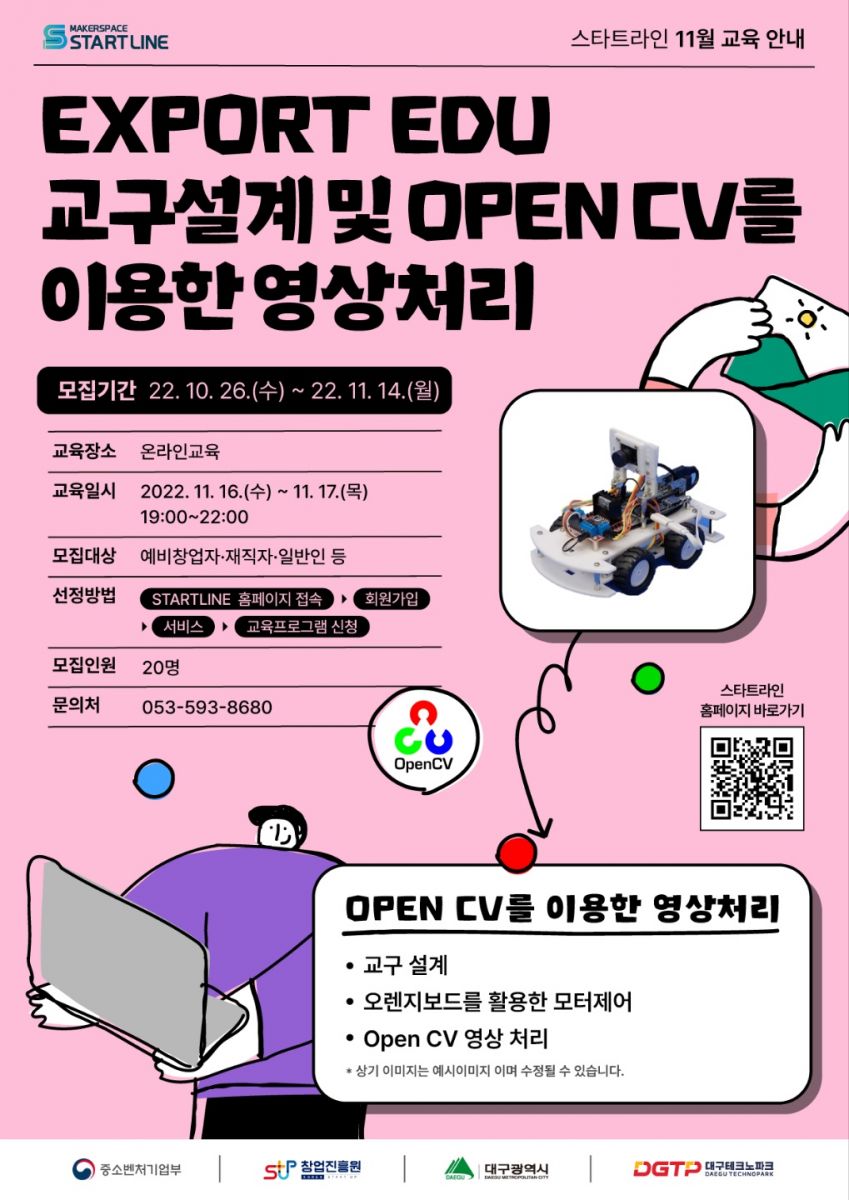 MAKERSPACE
STARTLINE
스타트라인 11월 교육 안내
EXPORT EDU
교구설계 및 OPEN CV를
이용한 영상처리
모집기간 22. 10. 26.(수) ~ 22. 11. 14.(월)
교육장소 온라인교육
교육일시 2022. 11. 16.(수) ~ 11. 17.(목)
19:00~22:00
모집대상 예비창업자·재직자·일반인 등
선정방법 STARTLINE 홈페이지 접속 ▸ 회원가입
▸ 서비스 ▸ 교육프로그램 신청
모집인원 20명
문의처 053-593-8680
OpenCV
스타트라인
홈페이지 바로가기
OPEN CV를 이용한 영상처리
• 교구 설계
• 오렌지보드를 활용한 모터제어
• Open CV 영상 처리
* 상기 이미지는 예시이미지 이며 수정될 수 있습니다.
중소벤처기업부
창업진흥원
KOREA START-UP
DAEGU
대구광역시
DAEGU METROPOLITAN CITY
DGTP 대구테크노파크
DAEGU TECHNOPARK